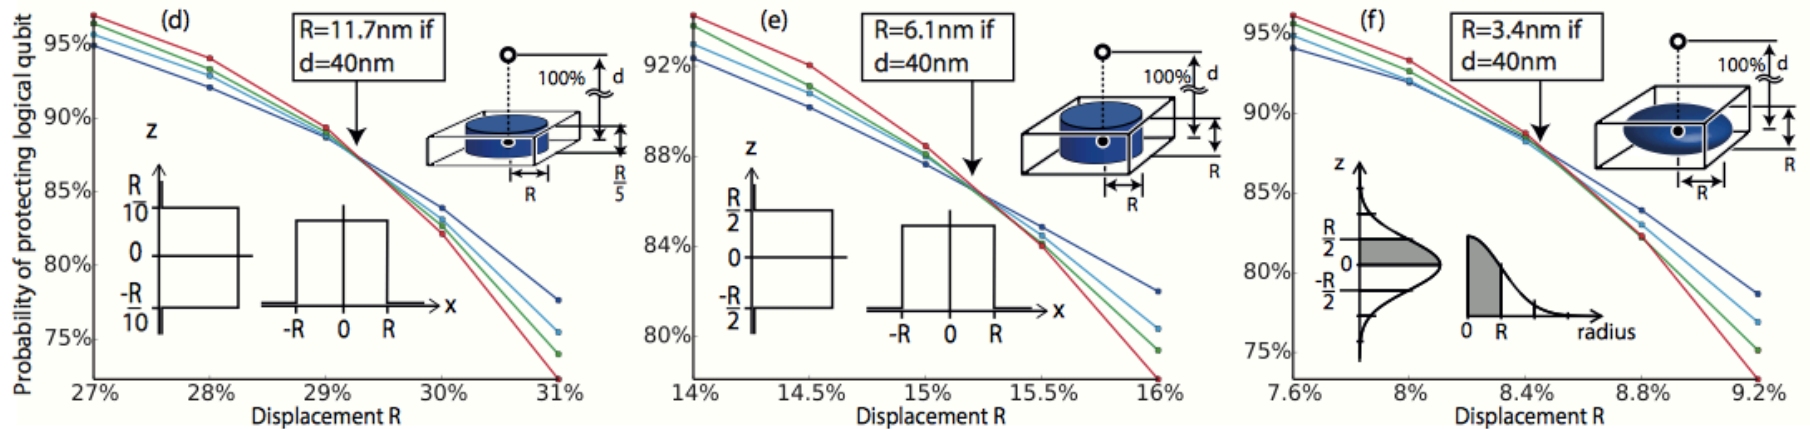 Probability of protecting logical qubit
(d)
R=11.7nm if
d=40nm
95%
90%
85%
80%
75%
100%
d
R
R
5
z
R
10
0
-R
10
-R
0
R
x
27%
28%
29%
30%
31%
Displacement R
(e)
R=6.1nm if
d=40nm
92%
88%
84%
80%
100%
d
R
R
z
R
2
0
-R
2
-R
0
R
x
14%
14.5%
15%
15.5%
16%
Displacement R
(f)
R=3.4nm if
d=40nm
95%
90%
85%
80%
75%
100%
d
R
R
z
R
2
0
-R
2
0
R
radius
7.6%
8%
8.4%
8.8%
9.2%
Displacement R